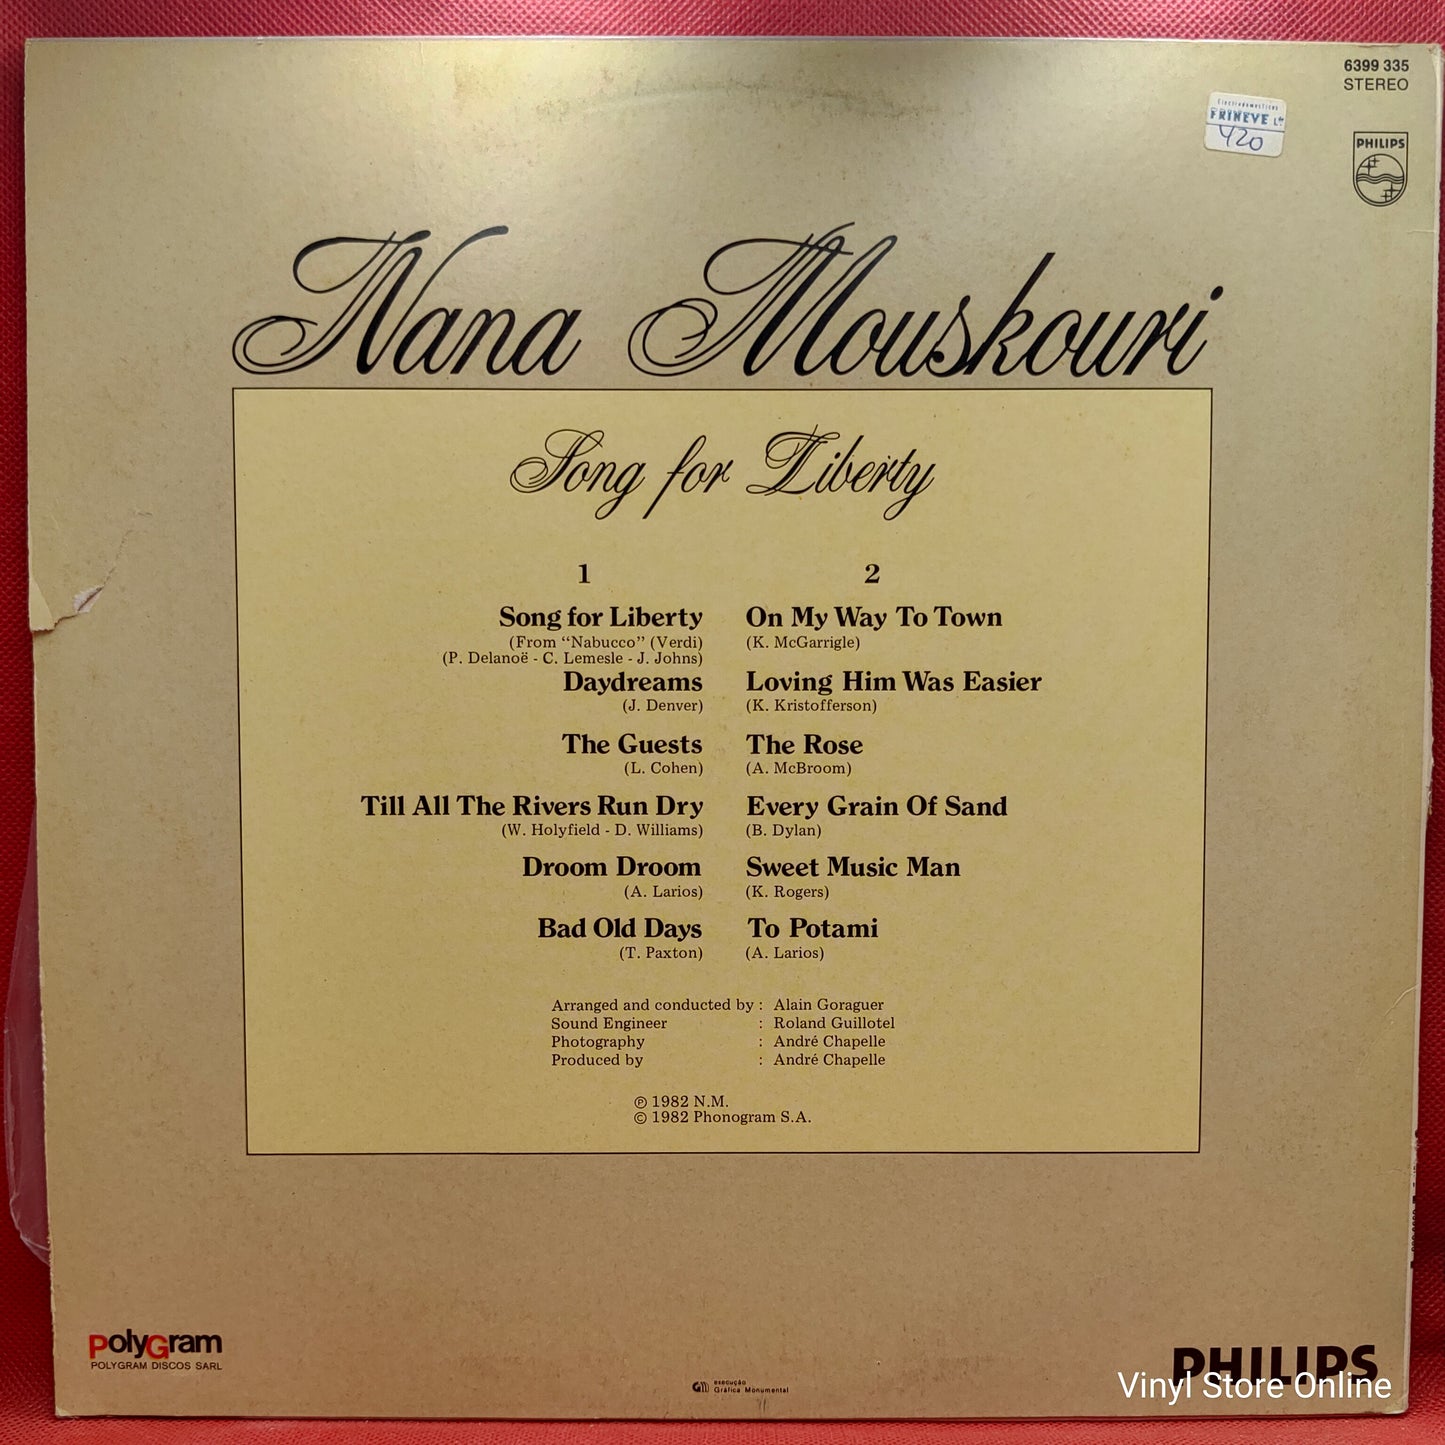 6399 335
STEREO
Electrodomesticos
FRINEVE L.da
420
PHILIPS
Nana Mouskouri
Song for Liberty
1
Song for Liberty
(From “Nabucco” (Verdi)
(P. Delanoë - C. Lemesle - J. Johns)
Daydreams
(J. Denver)
The Guests
(L. Cohen)
Till All The Rivers Run Dry
(W. Holyfield - D. Williams)
Droom Droom
(A. Larios)
Bad Old Days
(T. Paxton)
2
On My Way To Town
(K. McGarrigle)
Loving Him Was Easier
(K. Kristofferson)
The Rose
(A. McBroom)
Every Grain Of Sand
(B. Dylan)
Sweet Music Man
(K. Rogers)
To Potami
(A. Larios)
Arranged and conducted by : Alain Goraguer
Sound Engineer : Roland Guillotel
Photography : André Chapelle
Produced by : André Chapelle
℗ 1982 N.M.
© 1982 Phonogram S.A.
PolyGram
POLYGRAM DISCOS SARL
execução
Gráfica Monumental
PHILIPS
Vinyl Store Online